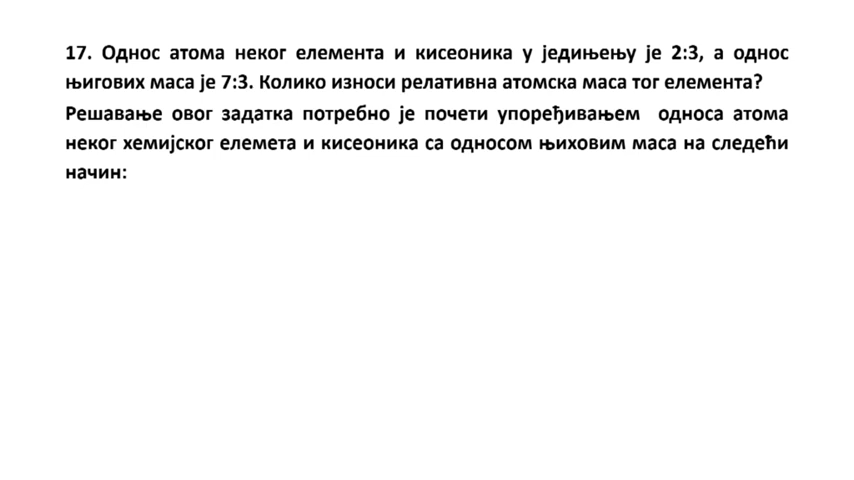 17. Однос атома неког елемента и кисеоника у једињењу је 2:3, а однос
њигових маса је 7:3. Колико износи релативна атомска маса тог елемента?
Решавање овог задатка потребно је почети упоређивањем односа атома
неког хемијског елемета и кисеоника са односом њиховим маса на следећи
начин: